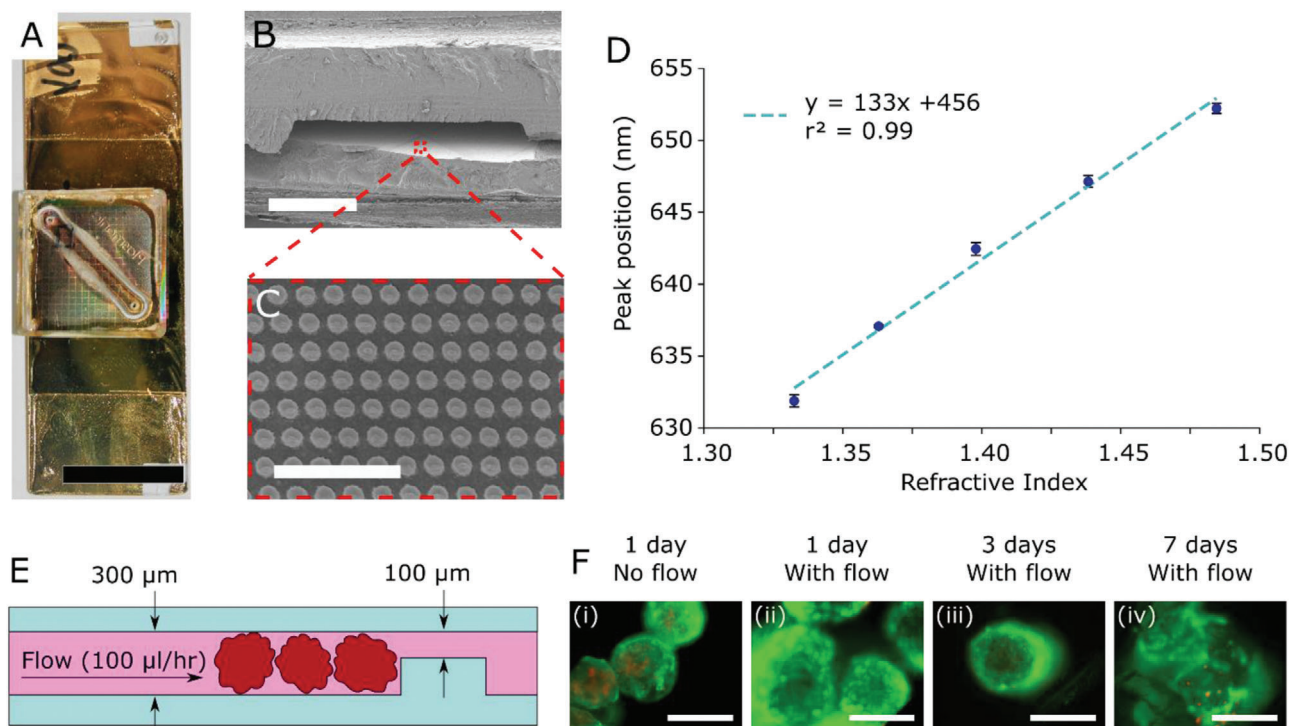 A
B
C
D
655
650
645
640
635
630
Peak position (nm)
y = 133x +456
r² = 0.99
1.30
1.35
1.40
1.45
1.50
Refractive Index
E
300 µm
100 µm
Flow (100 µl/hr)
F
1 day
No flow
1 day
With flow
3 days
With flow
7 days
With flow
(i)
(ii)
(iii)
(iv)